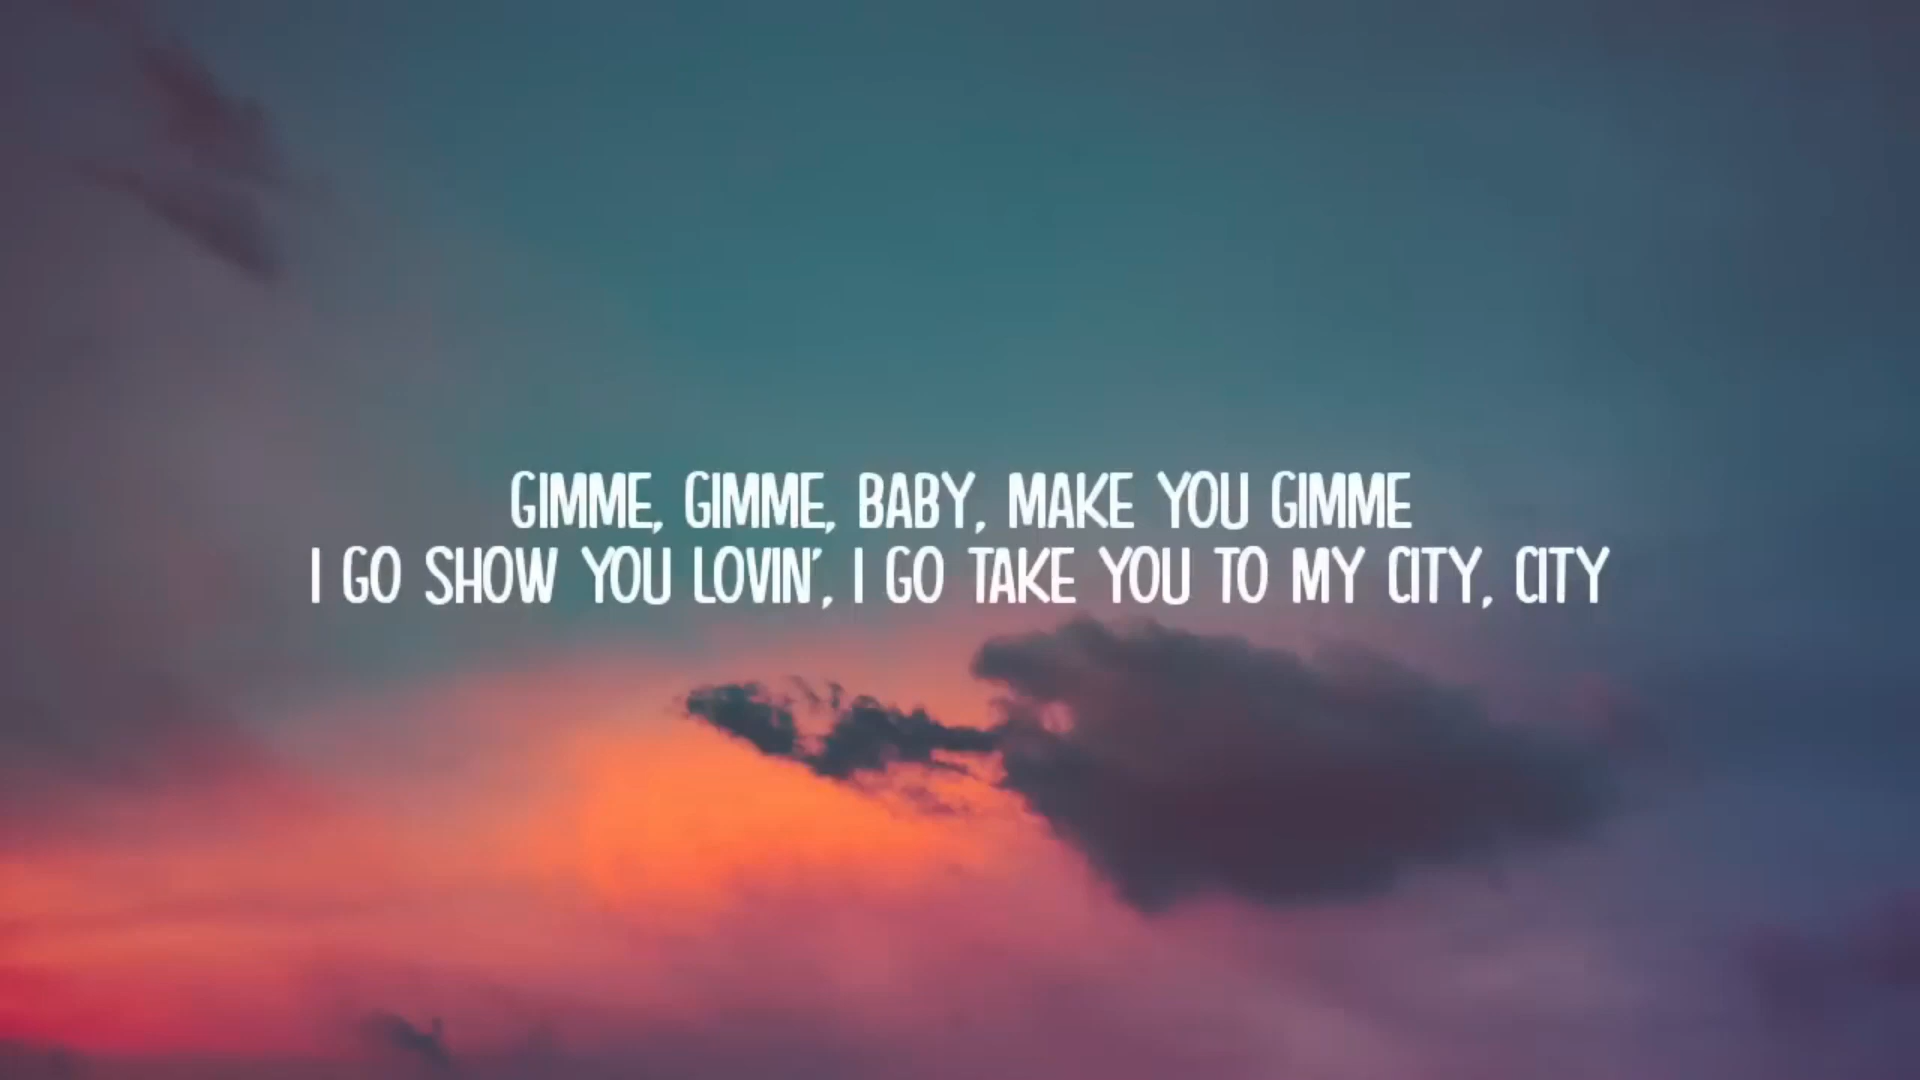 GIMME, GIMME, BABY, MAKE YOU GIMME
I GO SHOW YOU LOVIN', I GO TAKE YOU TO MY CITY, CITY